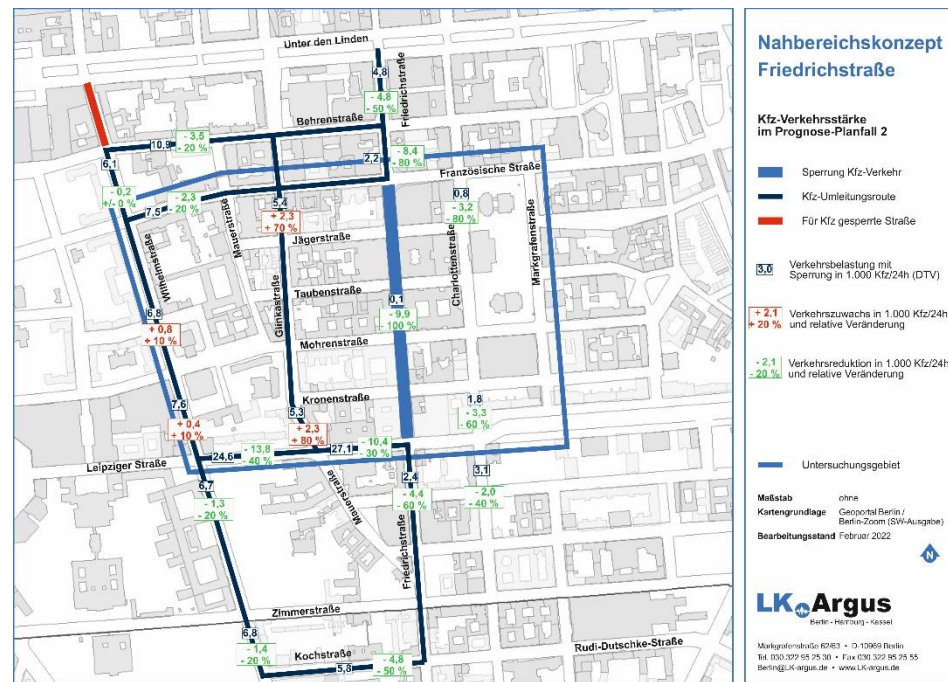 Unter den Linden
4,8
- 4,8
- 50 %
Friedrichstraße
Behrenstraße
- 3,5
- 20 %
10,9
6,1
2,2
- 8,4
- 80 %
Französische Straße
- 0,2
+/- 0 %
- 2,3
- 20 %
7,5
5,4
+ 2,3
+ 70 %
0,8
- 3,2
- 80 %
Mauerstraße
Jägerstraße
Wilhelmstraße
Glinkastraße
Taubenstraße
Charlottenstraße
Markgrafenstraße
0,1
- 9,9
- 100 %
6,8
+ 0,8
+ 10 %
Mohrenstraße
Kronenstraße
7,6
+ 0,4
+ 10 %
5,3
+ 2,3
+ 80 %
1,8
- 3,3
- 60 %
Leipziger Straße
24,6
- 13,8
- 40 %
27,1
- 10,4
- 30 %
6,7
- 1,3
- 20 %
Mauerstraße
2,4
- 4,4
- 60 %
3,1
- 2,0
- 40 %
Friedrichstraße
Zimmerstraße
6,8
- 1,4
- 20 %
Kochstraße
5,8
- 4,8
- 50 %
Rudi-Dutschke-Straße
Nahbereichskonzept
Friedrichstraße
Kfz-Verkehrsstärke
im Prognose-Planfall 2
Sperrung Kfz-Verkehr
Kfz-Umleitungsroute
Für Kfz gesperrte Straße
3,0 Verkehrsbelastung mit
Sperrung in 1.000 Kfz/24h (DTV)
+ 2,1 Verkehrszuwachs in 1.000 Kfz/24h
+ 20 % und relative Veränderung
- 2,1 Verkehrsreduktion in 1.000 Kfz/24h
- 20 % und relative Veränderung
Untersuchungsgebiet
Maßstab ohne
Kartengrundlage Geoportal Berlin /
Berlin-Zoom (SW-Ausgabe)
Bearbeitungsstand Februar 2022
N
LK Argus
Berlin - Hamburg - Kassel
Markgrafenstraße 62/63 • D-10969 Berlin
Tel. 030.322 95 25 30 • Fax 030.322 95 25 55
Berlin@LK-argus.de • www.LK-argus.de